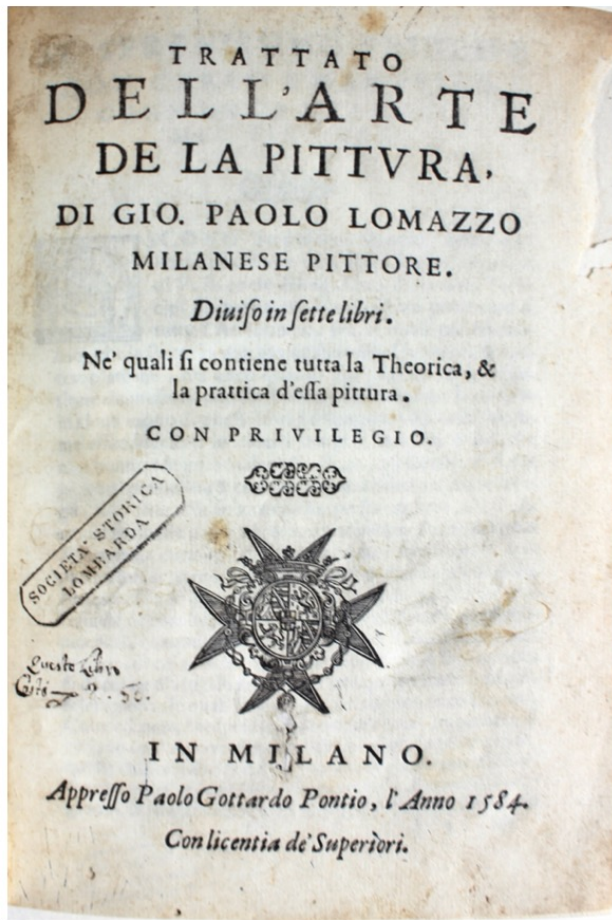 TRATTATO
DELL'ARTE
DE LA PITTVRA,
DI GIO. PAOLO LOMAZZO
MILANESE PITTORE.
Diuiſo in ſette libri.
Ne' quali ſi contiene tutta la Theorica, &
la prattica d'eſſa pittura.
CON PRIVILEGIO.
SOCIETA' STORICA
LOMBARDA
Queſto Libro
IN MILANO.
Appreſſo Paolo Gottardo Pontio, l'Anno 1584.
Con licentia de' Superiori.